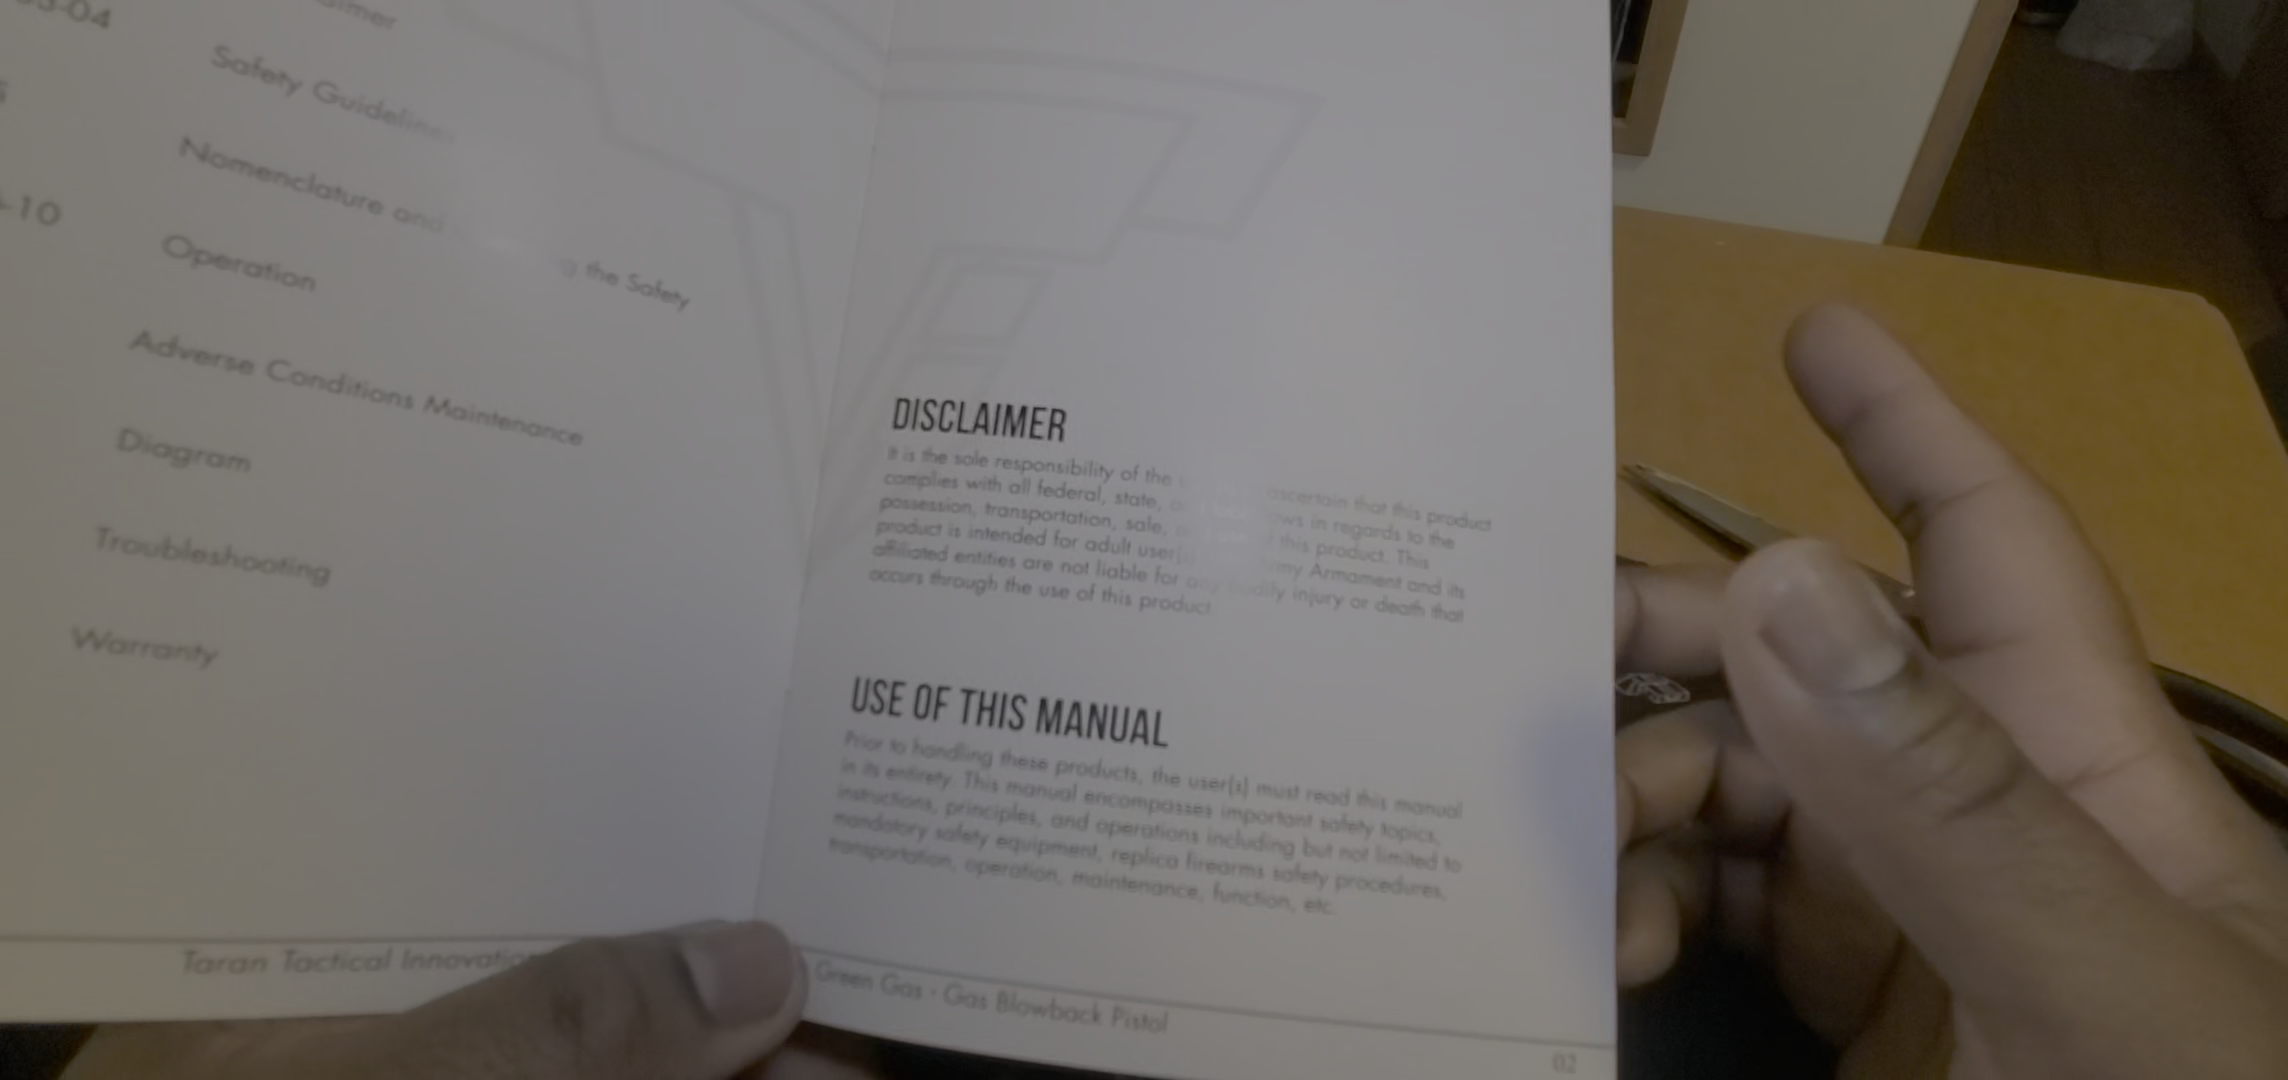 03-04
Safety Guidelines
Nomenclature and the Safety
-10
Operation
Adverse Conditions Maintenance
Diagram
Troubleshooting
Warranty
Taran Tactical
DISCLAIMER
It is the sole responsibility of the ascertain that this product
complies with all federal, state, in regards to the
possession, transportation, sale, this product. This
product is intended for adult user(s) Armament and its
affiliated entities are not liable for any bodily injury or death that
occurs through the use of this product.
USE OF THIS MANUAL
Prior to handling these products, the user(s) must read this manual
in its entirety. This manual encompasses important safety topics,
instructions, principles, and operations including but not limited to
mandatory safety equipment, replica firearms safety procedures,
transportation, operation, maintenance, function, etc.
Green Gas · Gas Blowback Pistol
02